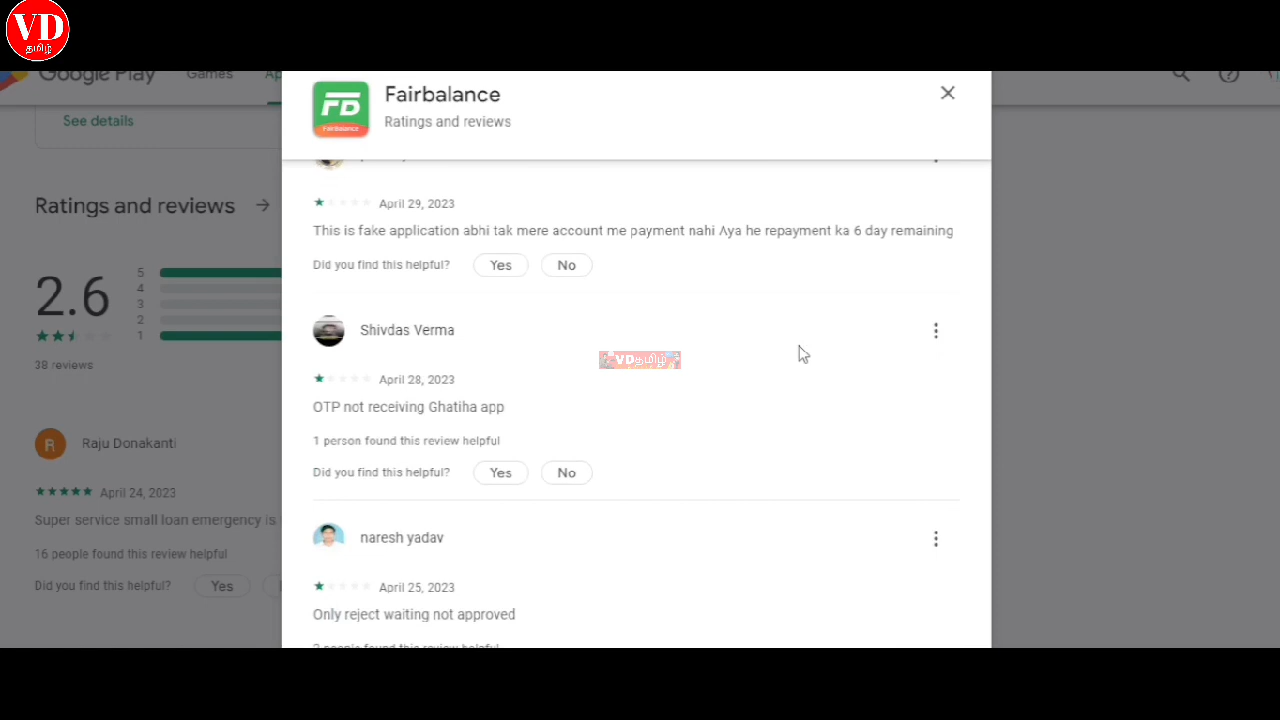 VD
தமிழ்
Google Play
Games
See details
FD
Fairbalance
Fairbalance
Ratings and reviews
Ratings and reviews
2.6
5
4
3
2
1
38 reviews
Raju Donakanti
R
April 24, 2023
Super service small loan emergency is
16 people found this review helpful
Did you find this helpful?
Yes
April 29, 2023
This is fake application abhi tak mere account me payment nahi Aya he repayment ka 6 day remaining
Did you find this helpful?
Yes
No
Shivdas Verma
VDதமிழ்
April 28, 2023
OTP not receiving Ghatiha app
1 person found this review helpful
Did you find this helpful?
Yes
No
naresh yadav
April 25, 2023
Only reject waiting not approved
people found this review helpful